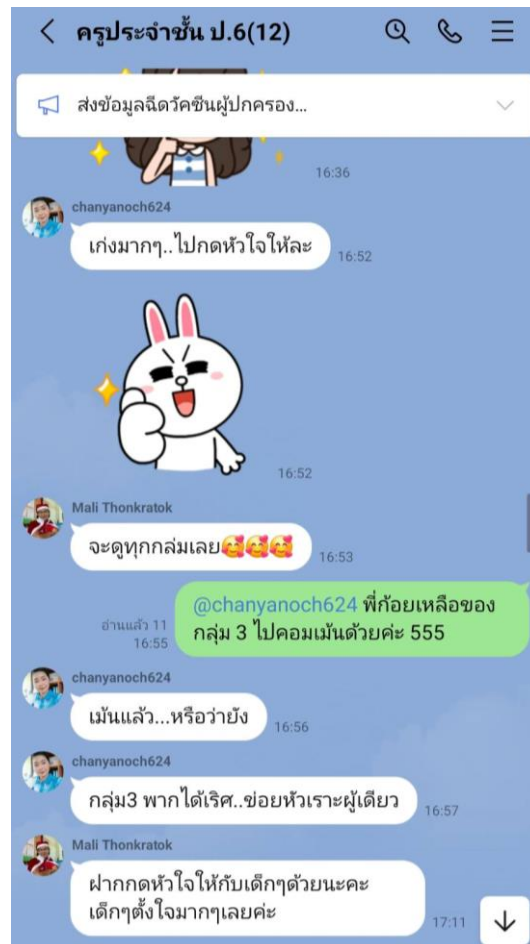 ครูประจำชั้น ป.6(12)
ส่งข้อมูลฉีดวัคซีนผู้ปกครอง...
16:36
chanyanoch624
เก่งมากๆ..ไปกดหัวใจให้ละ
16:52
16:52
Mali Thonkratok
จะดูทุกกล่มเลย🥰🥰🥰
16:53
@chanyanoch624 พี่ก้อยเหลือของ
กลุ่ม 3 ไปคอมเม้นด้วยค่ะ 555
อ่านแล้ว 11
16:55
chanyanoch624
เม้นแล้ว...หรือว่ายัง
16:56
chanyanoch624
กลุ่ม3 พากได้เริศ..ข่อยหัวเราะผู้เดียว
16:57
Mali Thonkratok
ฝากกดหัวใจให้กับเด็กๆด้วยนะคะ
เด็กๆตั้งใจมากๆเลยค่ะ
17:11